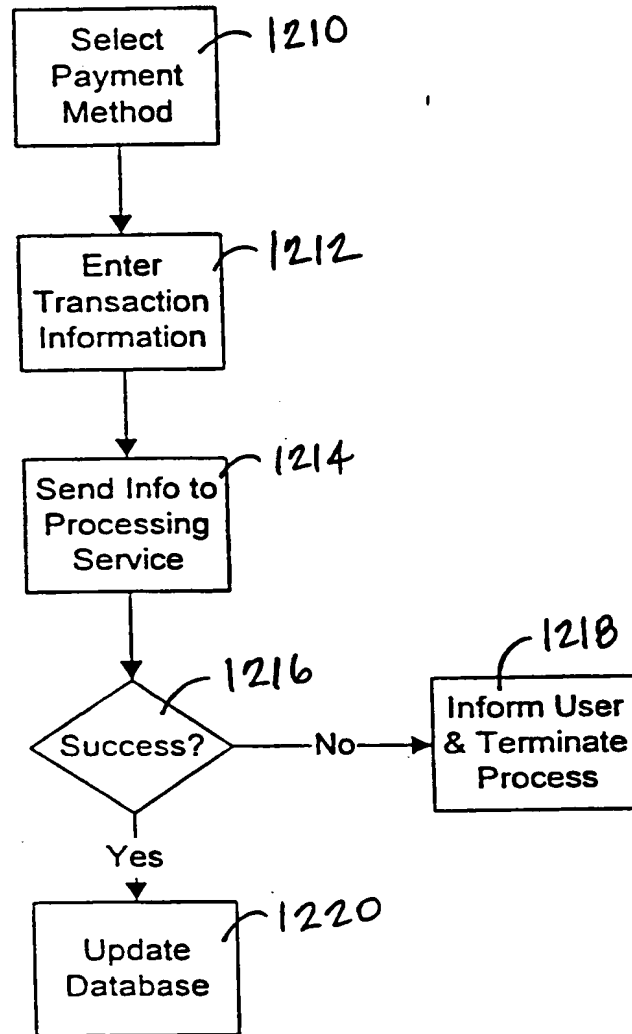 Select
Payment
Method
1210
Enter
Transaction
Information
1212
Send Info to
Processing
Service
1214
Success?
1216
No
Inform User
& Terminate
Process
1218
Yes
Update
Database
1220